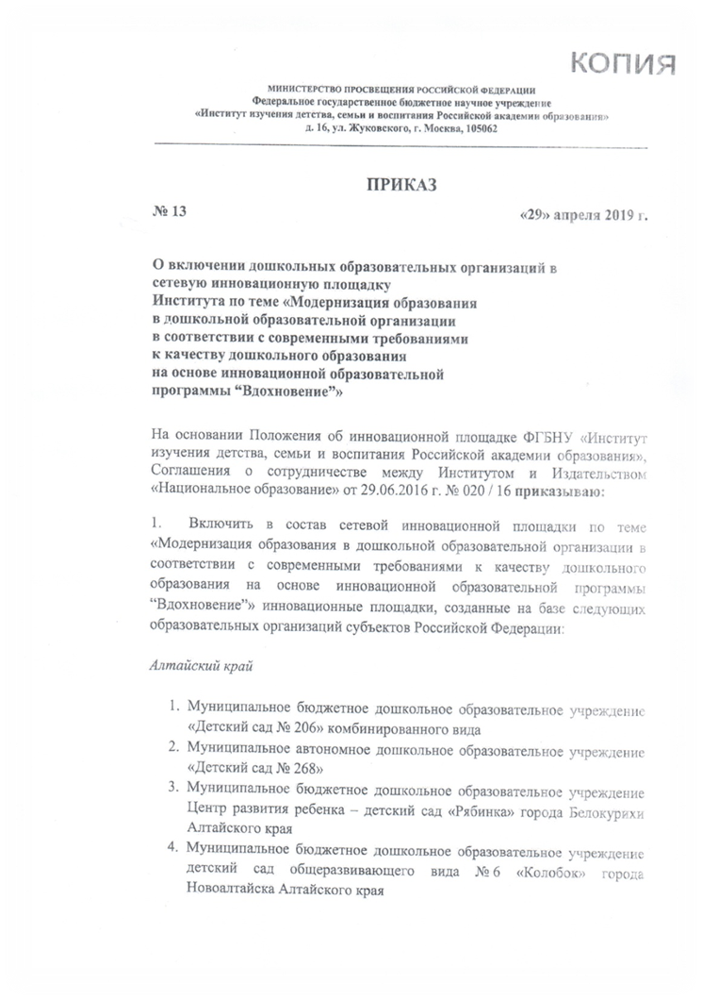 КОПИЯ
МИНИСТЕРСТВО ПРОСВЕЩЕНИЯ РОССИЙСКОЙ ФЕДЕРАЦИИ
Федеральное государственное бюджетное научное учреждение
«Институт изучения детства, семьи и воспитания Российской академии образования»
д. 16, ул. Жуковского, г. Москва, 105062
ПРИКАЗ
№ 13 «29» апреля 2019 г.
О включении дошкольных образовательных организаций в
сетевую инновационную площадку
Института по теме «Модернизация образования
в дошкольной образовательной организации
в соответствии с современными требованиями
к качеству дошкольного образования
на основе инновационной образовательной
программы “Вдохновение”»
На основании Положения об инновационной площадке ФГБНУ «Институт
изучения детства, семьи и воспитания Российской академии образования»,
Соглашения о сотрудничестве между Институтом и Издательством
«Национальное образование» от 29.06.2016 г. № 020 / 16 приказываю:
1. Включить в состав сетевой инновационной площадки по теме
«Модернизация образования в дошкольной образовательной организации в
соответствии с современными требованиями к качеству дошкольного
образования на основе инновационной образовательной программы
“Вдохновение”» инновационные площадки, созданные на базе следующих
образовательных организаций субъектов Российской Федерации:
Алтайский край
1. Муниципальное бюджетное дошкольное образовательное учреждение
«Детский сад № 206» комбинированного вида
2. Муниципальное автономное дошкольное образовательное учреждение
«Детский сад № 268»
3. Муниципальное бюджетное дошкольное образовательное учреждение
Центр развития ребенка – детский сад «Рябинка» города Белокурихи
Алтайского края
4. Муниципальное бюджетное дошкольное образовательное учреждение
детский сад общеразвивающего вида № 6 «Колобок» города
Новоалтайска Алтайского края